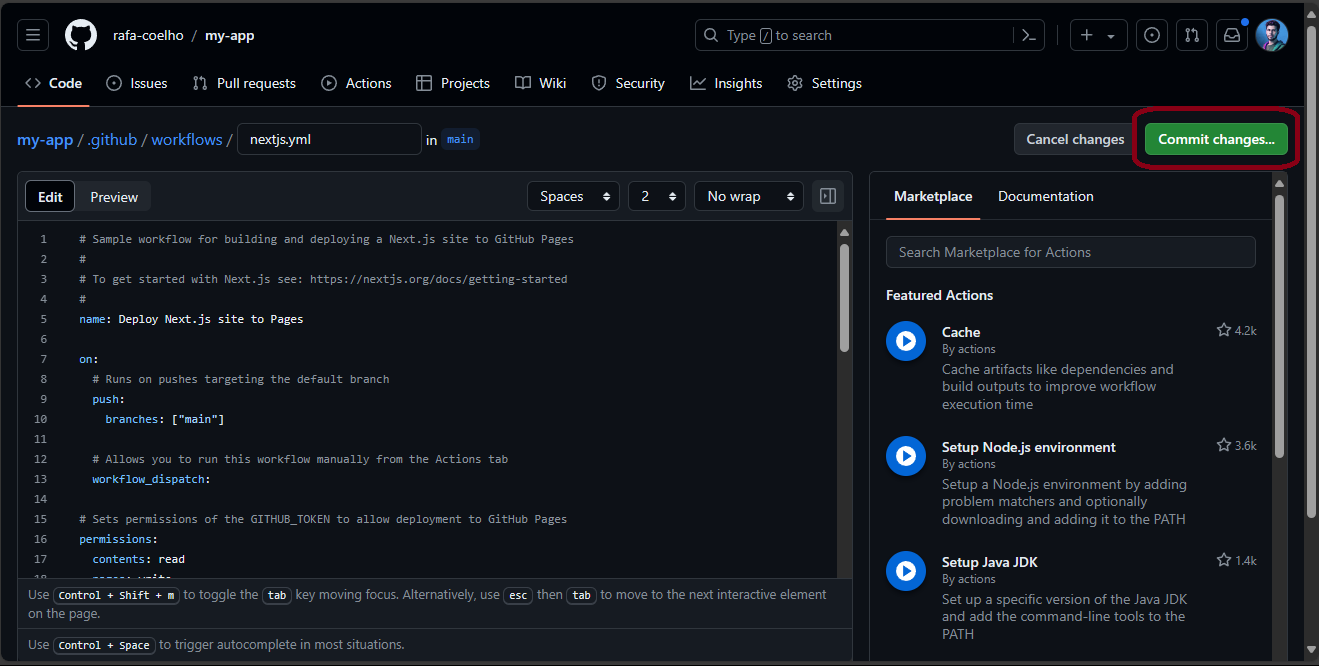 rafa-coelho / my-app
Type / to search
Code
Issues
Pull requests
Actions
Projects
Wiki
Security
Insights
Settings
my-app / .github / workflows / nextjs.yml in main
Cancel changes
Commit changes...
Edit
Preview
Spaces
2
No wrap
1 # Sample workflow for building and deploying a Next.js site to GitHub Pages
2 #
3 # To get started with Next.js see: https://nextjs.org/docs/getting-started
4 #
5 name: Deploy Next.js site to Pages
6
7 on:
8 # Runs on pushes targeting the default branch
9 push:
10 branches: ["main"]
11
12 # Allows you to run this workflow manually from the Actions tab
13 workflow_dispatch:
14
15 # Sets permissions of the GITHUB_TOKEN to allow deployment to GitHub Pages
16 permissions:
17 contents: read
18 pages: write
Use Control + Shift + m to toggle the tab key moving focus. Alternatively, use esc then tab to move to the next interactive element
on the page.
Use Control + Space to trigger autocomplete in most situations.
Marketplace
Documentation
Search Marketplace for Actions
Featured Actions
Cache
4.2k
By actions
Cache artifacts like dependencies and
build outputs to improve workflow
execution time
Setup Node.js environment
3.6k
By actions
Setup a Node.js environment by adding
problem matchers and optionally
downloading and adding it to the PATH
Setup Java JDK
1.4k
By actions
Set up a specific version of the Java JDK
and add the command-line tools to the
PATH